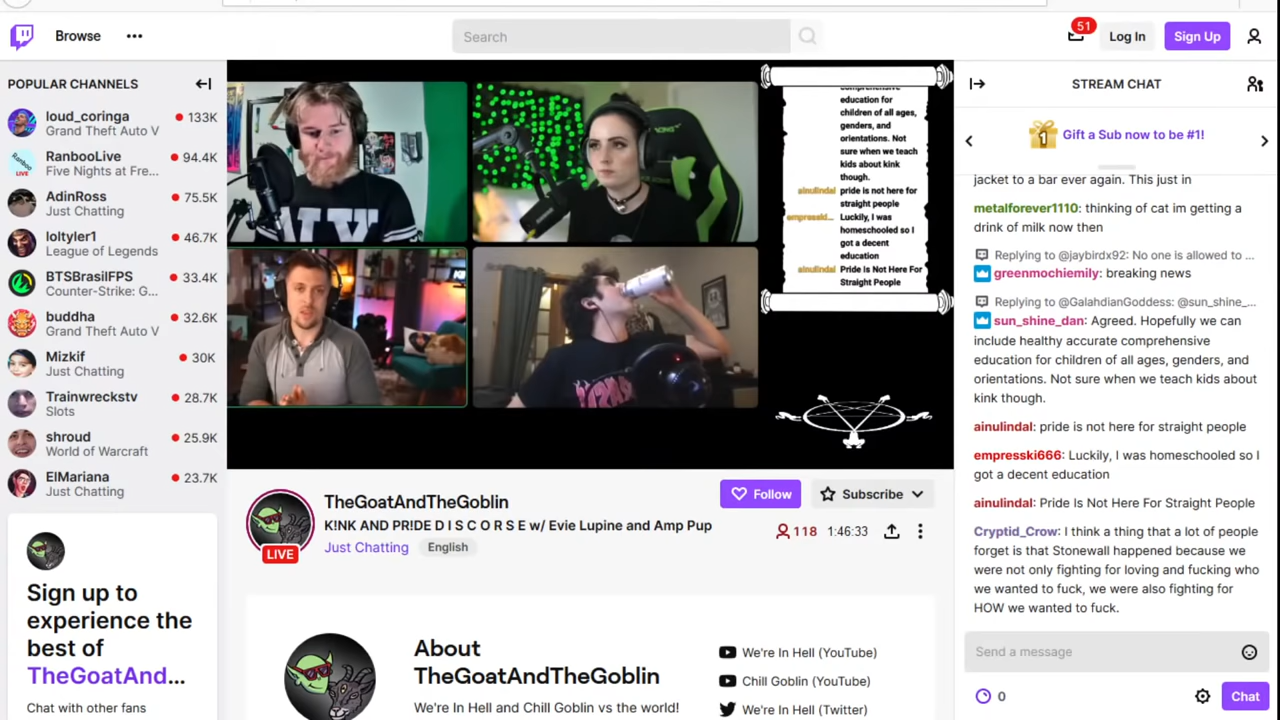 Browse
Search
51
Log In
Sign Up
POPULAR CHANNELS
loud_coringa
133K
Grand Theft Auto V
RanbooLive
94.4K
Five Nights at Fre...
AdinRoss
75.5K
Just Chatting
loltyler1
46.7K
League of Legends
BTSBrasilFPS
33.4K
Counter-Strike: G...
buddha
32.6K
Grand Theft Auto V
Mizkif
30K
Just Chatting
Trainwreckstv
28.7K
Slots
shroud
25.9K
World of Warcraft
ElMariana
23.7K
Just Chatting
Sign up to
experience the
best of
TheGoatAnd...
Chat with other fans
comprehensive
education for
children of all ages,
genders, and
orientations. Not
sure when we teach
kids about kink
though.
ainulindal pride is not here for
straight people
empresski... Luckily, I was
homeschooled so I
got a decent
education
ainulindal Pride Is Not Here For
Straight People
TheGoatAndTheGoblin
K!NK AND PR!DE D I S C O R S E w/ Evie Lupine and Amp Pup
Just Chatting
English
LIVE
Follow
Subscribe
118
1:46:33
About
TheGoatAndTheGoblin
We're In Hell and Chill Goblin vs the world!
We're In Hell (YouTube)
Chill Goblin (YouTube)
We're In Hell (Twitter)
STREAM CHAT
1
Gift a Sub now to be #1!
jacket to a bar ever again. This just in
metalforever1110: thinking of cat im getting a
drink of milk now then
Replying to @jaybirdx92: No one is allowed to ...
greenmochiemily: breaking news
Replying to @GalahdianGoddess: @sun_shine_...
sun_shine_dan: Agreed. Hopefully we can
include healthy accurate comprehensive
education for children of all ages, genders, and
orientations. Not sure when we teach kids about
kink though.
ainulindal: pride is not here for straight people
empresski666: Luckily, I was homeschooled so I
got a decent education
ainulindal: Pride Is Not Here For Straight People
Cryptid_Crow: I think a thing that a lot of people
forget is that Stonewall happened because we
were not only fighting for loving and fucking who
we wanted to fuck, we were also fighting for
HOW we wanted to fuck.
Send a message
0
Chat